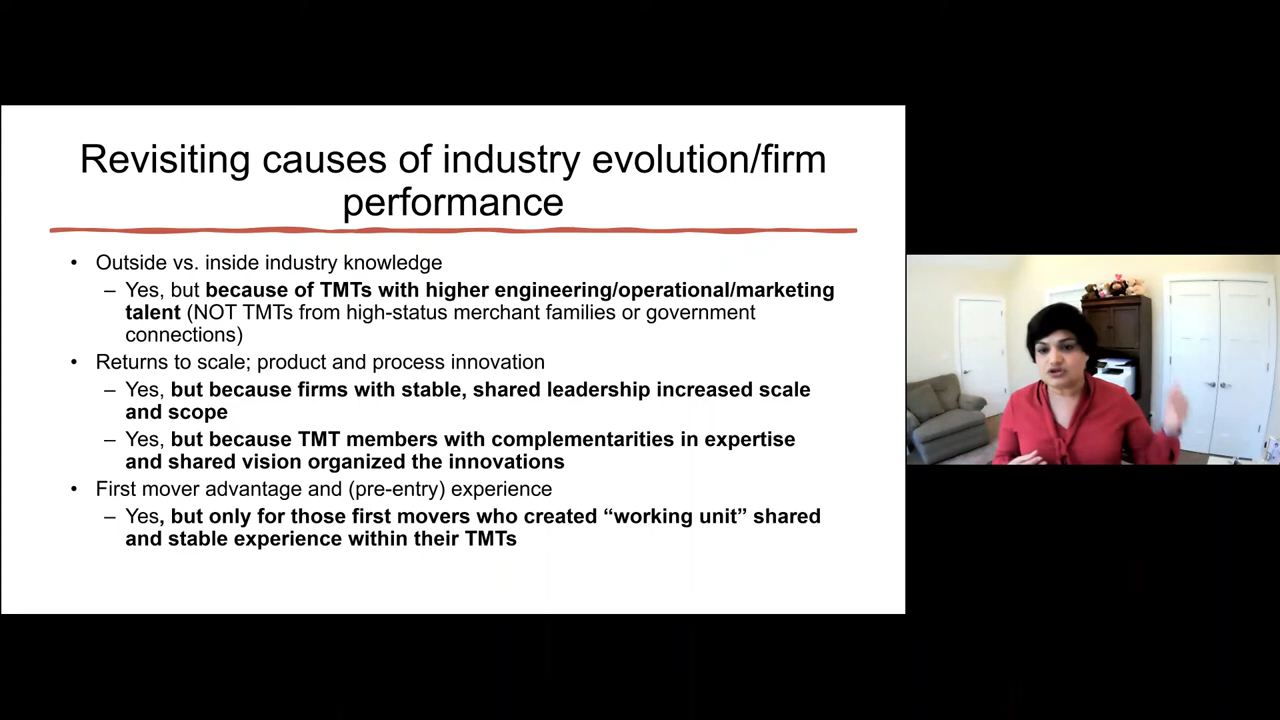 Revisiting causes of industry evolution/firm
performance
• Outside vs. inside industry knowledge
– Yes, but because of TMTs with higher engineering/operational/marketing
talent (NOT TMTs from high-status merchant families or government
connections)
• Returns to scale; product and process innovation
– Yes, but because firms with stable, shared leadership increased scale
and scope
– Yes, but because TMT members with complementarities in expertise
and shared vision organized the innovations
• First mover advantage and (pre-entry) experience
– Yes, but only for those first movers who created “working unit” shared
and stable experience within their TMTs